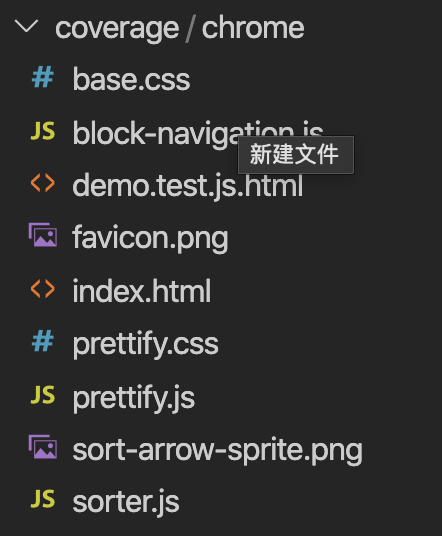 coverage / chrome
# base.css
JS block-navigation.js
新建文件
<> demo.test.js.html
favicon.png
<> index.html
# prettify.css
JS prettify.js
sort-arrow-sprite.png
JS sorter.js